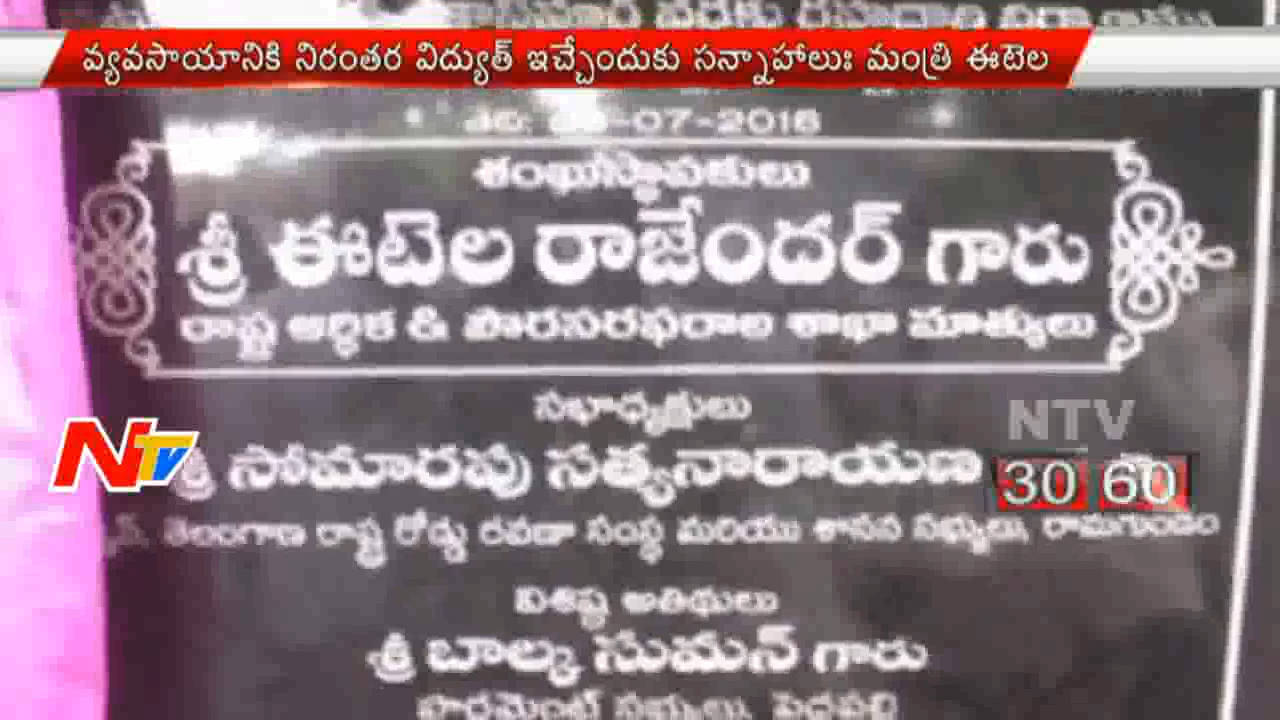 వ్యవసాయానికి నిరంతర విద్యుత్ ఇచ్చేందుకు సన్నాహాలుః మంత్రి ఈటెల
-07-2016
శంఖుస్థాపకులు
శ్రీ ఈటెల రాజేందర్ గారు
రాష్ట్ర ఆర్థిక & పౌరసరఫరాల శాఖా మాత్యులు
సభాధ్యక్షులు
NTV
శ్రీ సోమారపు సత్యనారాయణ
30 60
NTV
తెలంగాణ రాష్ట్ర రోడ్డు రవాణా సంస్థ మరియు శాసన సభ్యులు, రామగుండం
విశిష్ట అతిథులు
శ్రీ బాల్క సుమన్ గారు
పార్లమెంట్ సభ్యులు, పెద్దపల్లి